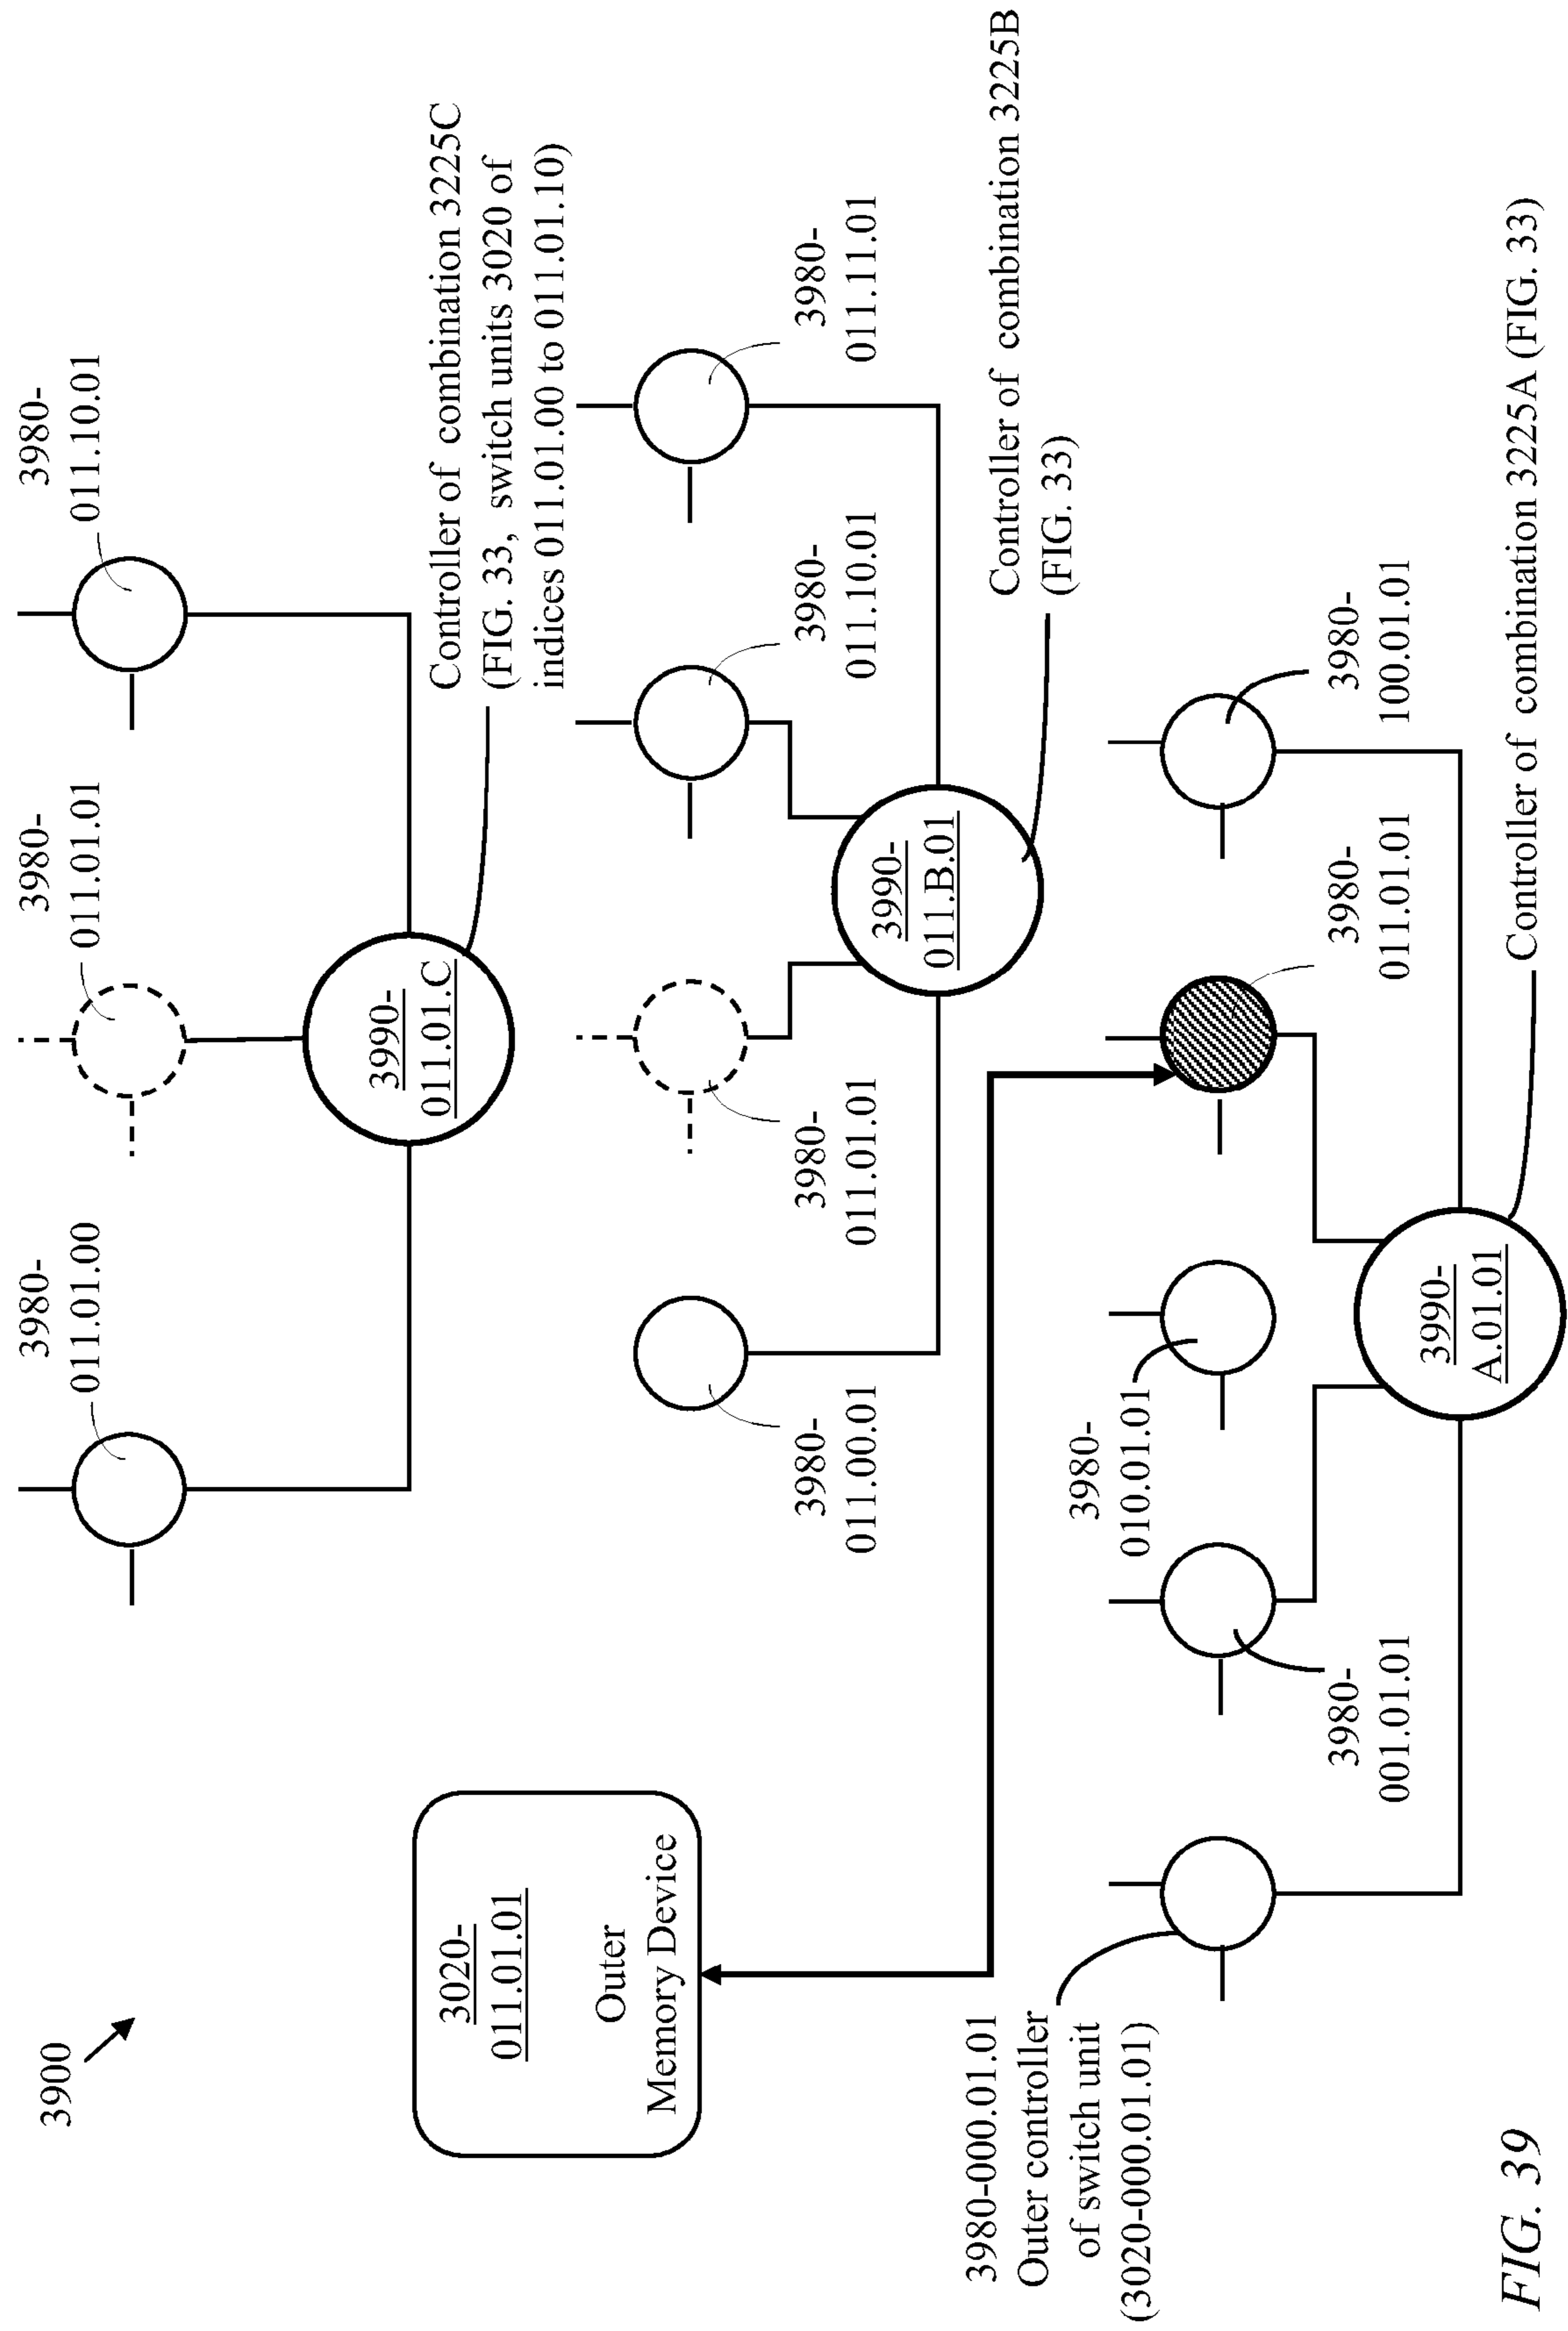 3900
3980-
011.01.00
3980-
011.01.01
3980-
011.10.01
3990-
011.01.C
Controller of combination 3225C
(FIG. 33, switch units 3020 of
indices 011.01.00 to 011.01.10)
3020-
011.01.01
Outer
Memory Device
3980-
011.00.01
3980-
011.01.01
3980-
011.10.01
3980-
011.11.01
3990-
011.B.01
Controller of combination 3225B
(FIG. 33)
3980-000.01.01
Outer controller
of switch unit
(3020-000.01.01)
3980-
001.01.01
3980-
010.01.01
3980-
011.01.01
3980-
100.01.01
3990-
A.01.01
Controller of combination 3225A (FIG. 33)
FIG. 39